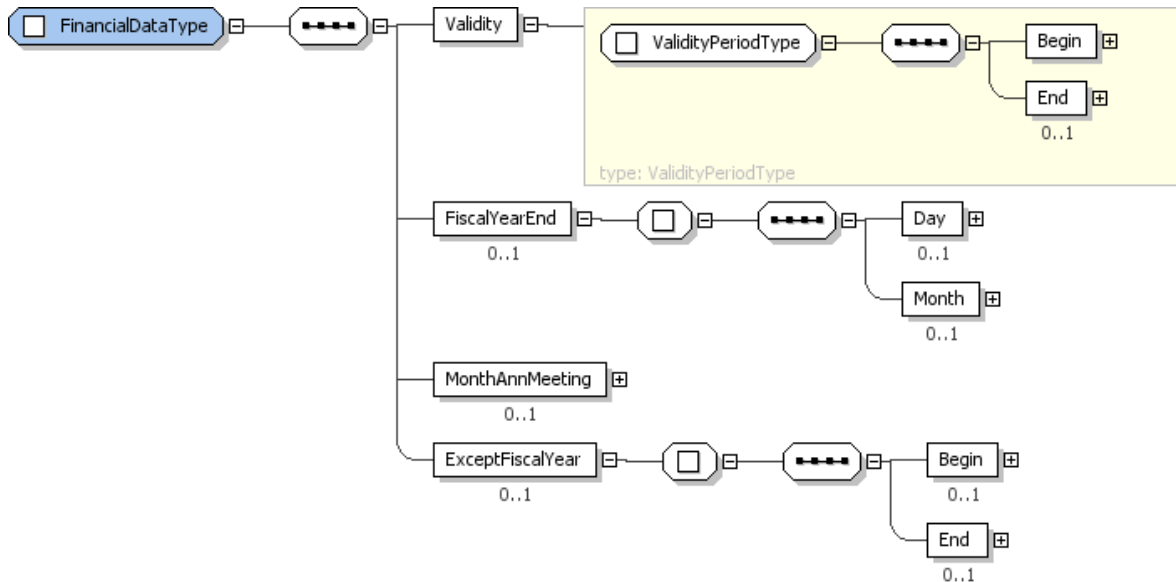 FinancialDataType
Validity
ValidityPeriodType
Begin
End
0..1
type: ValidityPeriodType
FiscalYearEnd
0..1
Day
0..1
Month
0..1
MonthAnnMeeting
0..1
ExceptFiscalYear
0..1
Begin
0..1
End
0..1